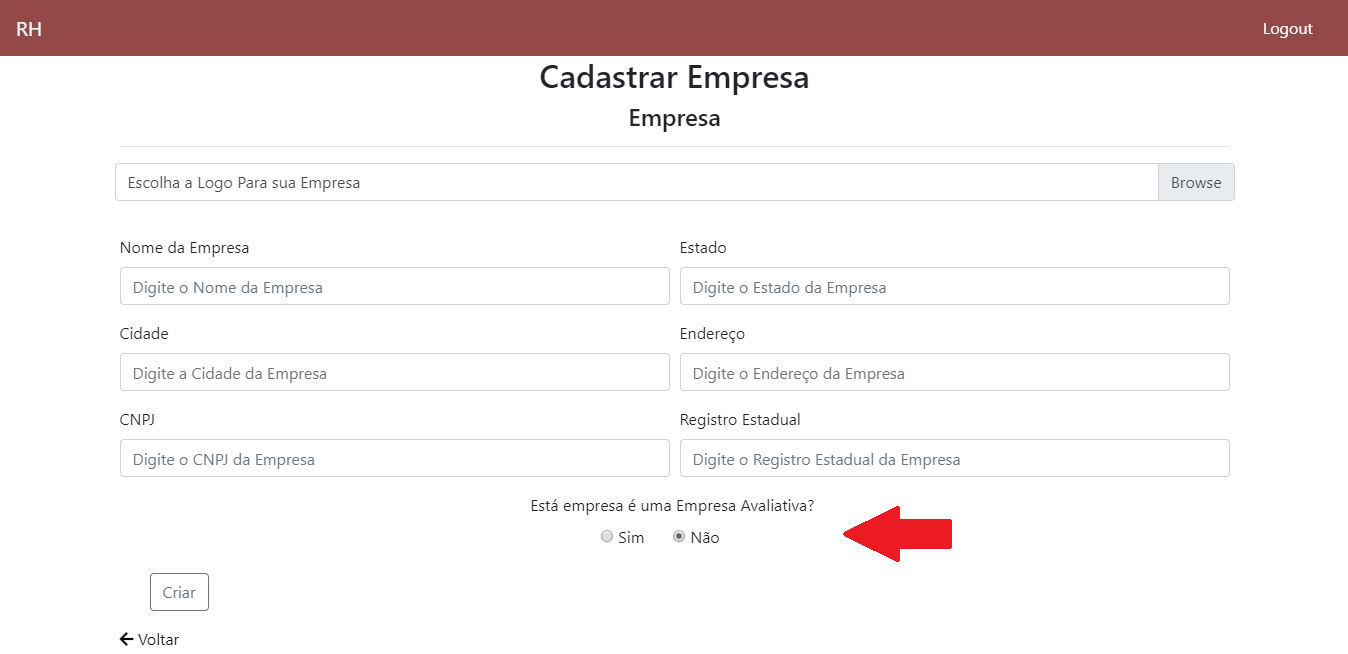 RH
Logout
Cadastrar Empresa
Empresa
Escolha a Logo Para sua Empresa
Browse
Nome da Empresa
Estado
Digite o Nome da Empresa
Digite o Estado da Empresa
Cidade
Endereço
Digite a Cidade da Empresa
Digite o Endereço da Empresa
CNPJ
Registro Estadual
Digite o CNPJ da Empresa
Digite o Registro Estadual da Empresa
Está empresa é uma Empresa Avaliativa?
Sim
Não
Criar
Voltar